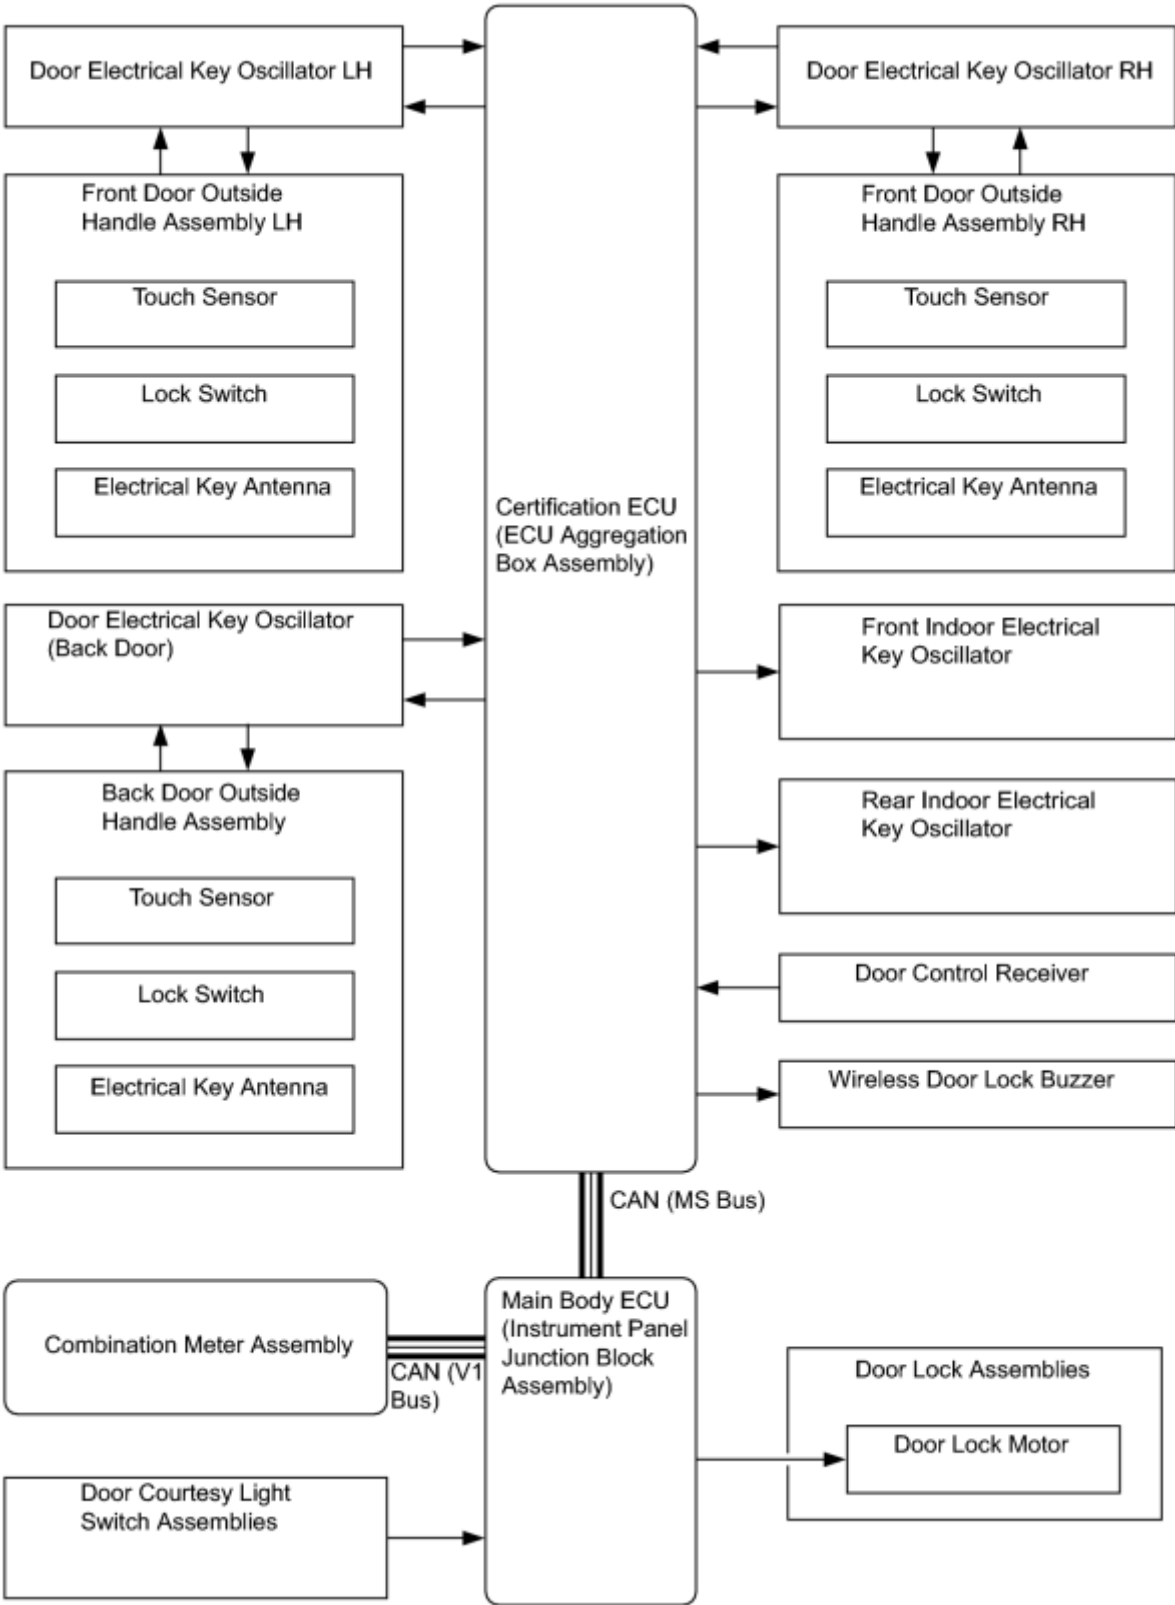 Door Electrical Key Oscillator LH
Door Electrical Key Oscillator RH
Front Door Outside
Handle Assembly LH
Touch Sensor
Lock Switch
Electrical Key Antenna
Front Door Outside
Handle Assembly RH
Touch Sensor
Lock Switch
Electrical Key Antenna
Certification ECU
(ECU Aggregation
Box Assembly)
Door Electrical Key Oscillator
(Back Door)
Front Indoor Electrical
Key Oscillator
Back Door Outside
Handle Assembly
Touch Sensor
Lock Switch
Electrical Key Antenna
Rear Indoor Electrical
Key Oscillator
Door Control Receiver
Wireless Door Lock Buzzer
CAN (MS Bus)
Combination Meter Assembly
CAN (V1
Bus)
Main Body ECU
(Instrument Panel
Junction Block
Assembly)
Door Lock Assemblies
Door Lock Motor
Door Courtesy Light
Switch Assemblies